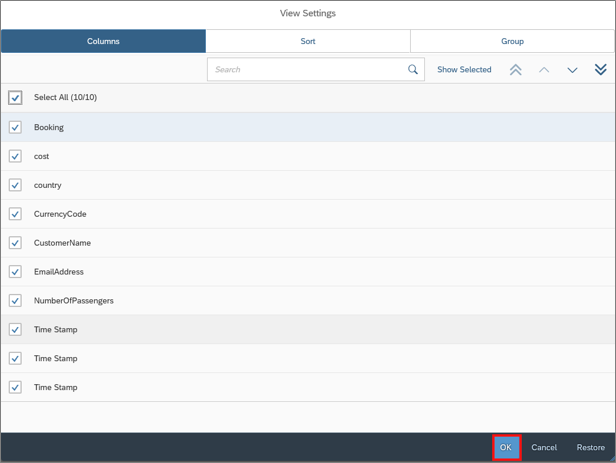 View Settings
Columns Sort Group
Search Show Selected
Select All (10/10)
Booking
cost
country
CurrencyCode
CustomerName
EmailAddress
NumberOfPassengers
Time Stamp
Time Stamp
Time Stamp
OK Cancel Restore